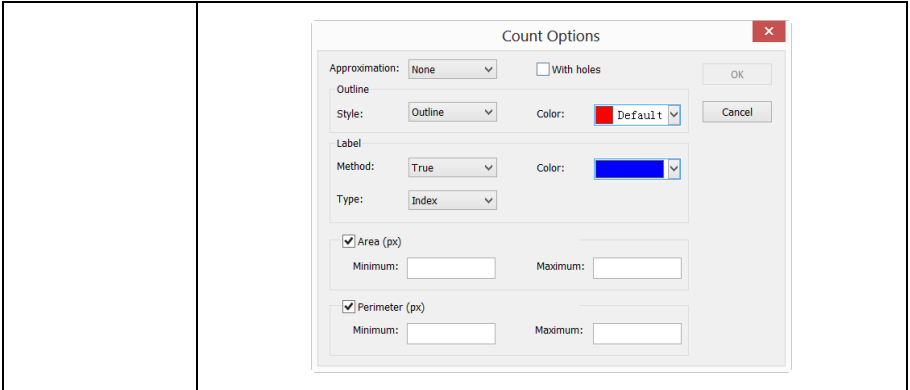 Count Options
Approximation: None With holes OK
Outline
Style: Outline Color: Default Cancel
Label
Method: True Color:
Type: Index
Area (px)
Minimum: Maximum:
Perimeter (px)
Minimum: Maximum: